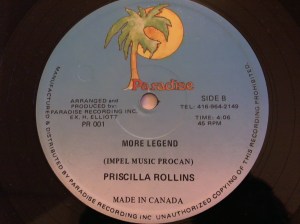 Paradise
ARRANGED and
PRODUCED by:
PARADISE RECORDING INC.
K. H. ELLIOTT
PR 001
SIDE B
TEL: 416-964-2149
TIME: 4:06
45 RPM
MORE LEGEND
(IMPEL MUSIC PROCAN)
PRISCILLA ROLLINS
MADE IN CANADA
MANUFACTURED & DISTRIBUTED BY PARADISE RECORDING INC. UNAUTHORIZED COPYING OF THIS RECORDING PROHIBITED.